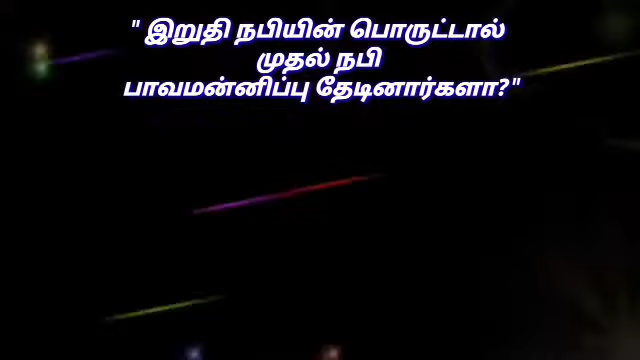 " இறுதி நபியின் பொருட்டால்
முதல் நபி
பாவமன்னிப்பு தேடினார்களா?"